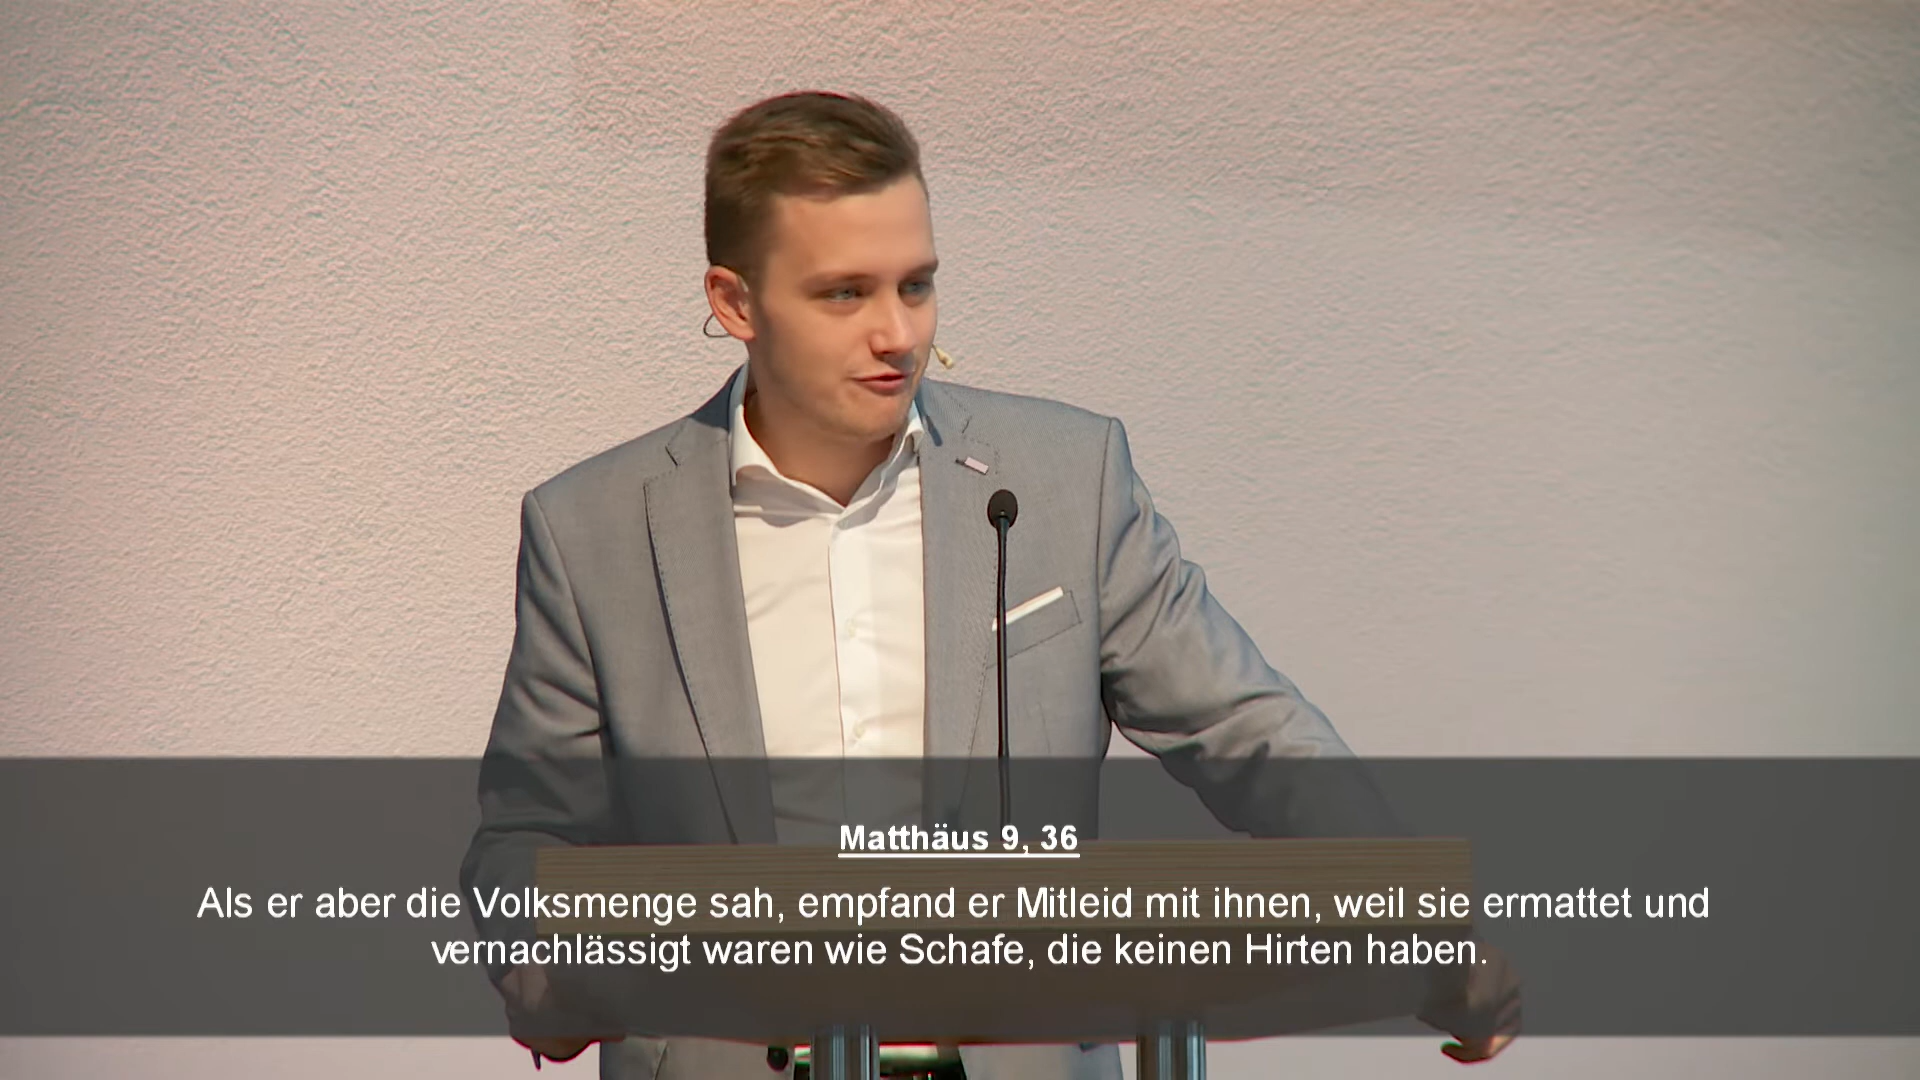 Matthäus 9, 36
Als er aber die Volksmenge sah, empfand er Mitleid mit ihnen, weil sie ermattet und
vernachlässigt waren wie Schafe, die keinen Hirten haben.